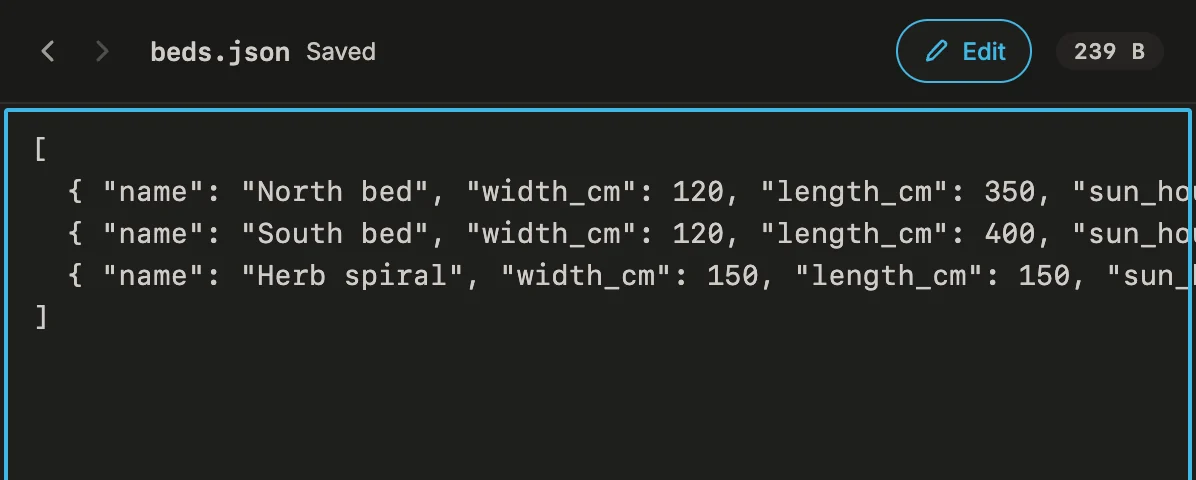 beds.json Saved Edit 239 B
[
  { "name": "North bed", "width_cm": 120, "length_cm": 350, "sun_hou
  { "name": "South bed", "width_cm": 120, "length_cm": 400, "sun_hou
  { "name": "Herb spiral", "width_cm": 150, "length_cm": 150, "sun_h
]